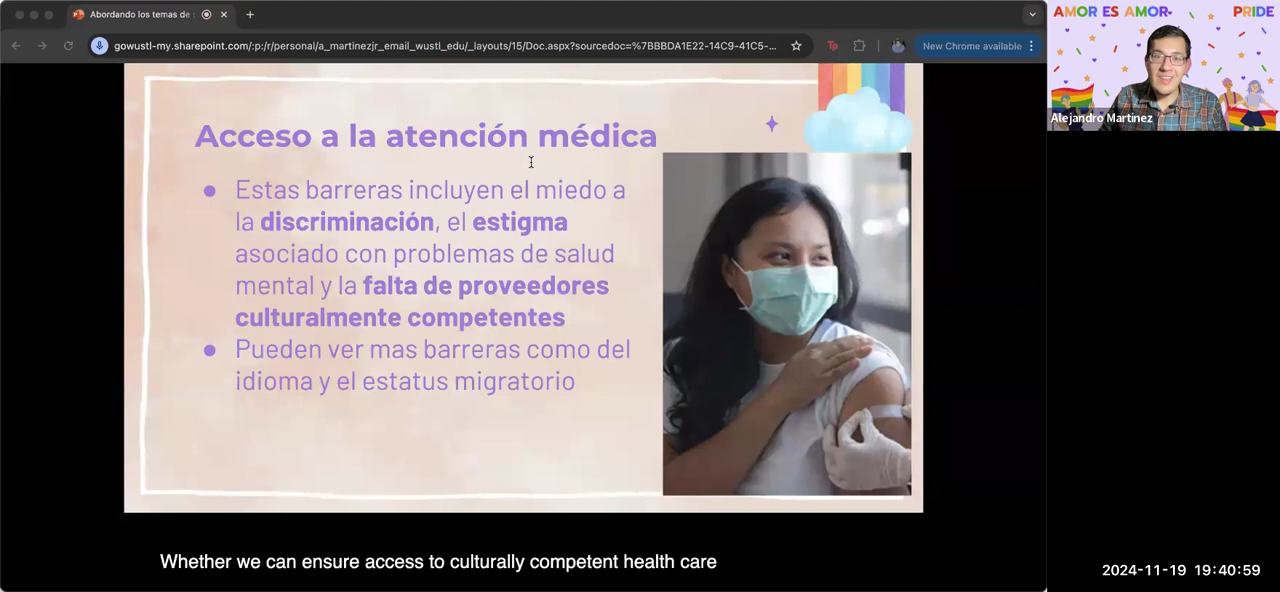 Abordando los temas de
gowustl-my.sharepoint.com/:p:/r/personal/a_martinezjr_email_wustl_edu/_layouts/15/Doc.aspx?sourcedoc=%7BBBDA1E22-14C9-41C5-...
Tp
New Chrome available
AMOR ES AMOR
PRIDE
Alejandro Martinez
Acceso a la atención médica
● Estas barreras incluyen el miedo a
la discriminación, el estigma
asociado con problemas de salud
mental y la falta de proveedores
culturalmente competentes
● Pueden ver mas barreras como del
idioma y el estatus migratorio
Whether we can ensure access to culturally competent health care
2024-11-19 19:40:59